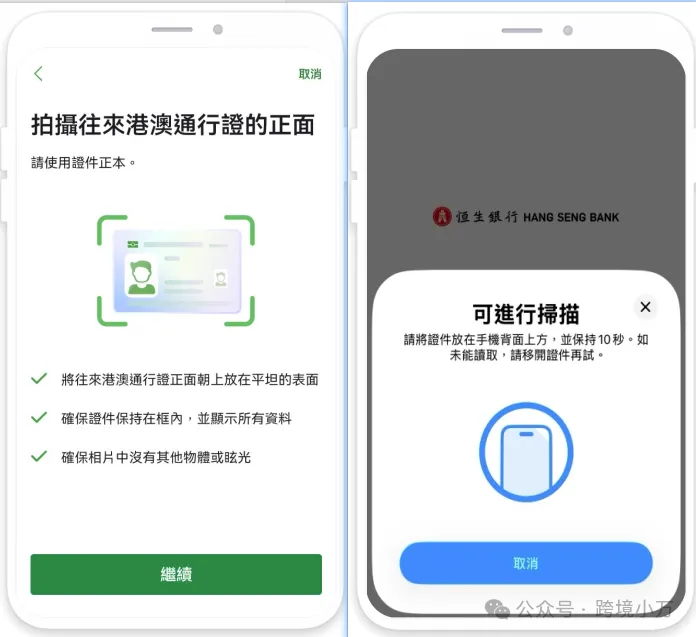 取消
拍攝往來港澳通行證的正面
請使用證件正本。
將往來港澳通行證正面朝上放在平坦的表面
確保證件保持在框內，並顯示所有資料
確保相片中沒有其他物體或眩光
繼續
恒生銀行 HANG SENG BANK
可進行掃描
請將證件放在手機背面上方，並保持10秒。如
未能讀取，請移開證件再試。
取消
公众号 · 跨境小万